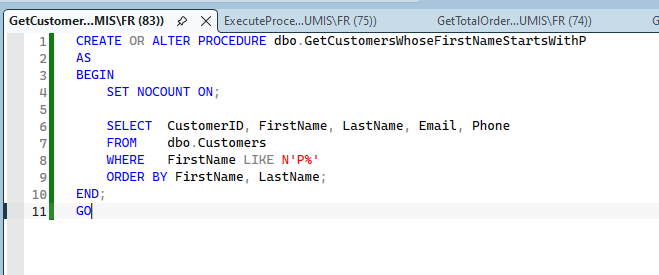 GetCustomer...MIS\FR (83)) ExecuteProce...UMIS\FR (75)) GetTotalOrder...UMIS\FR (74)) G
1 CREATE OR ALTER PROCEDURE dbo.GetCustomersWhoseFirstNameStartsWithP
2 AS
3 BEGIN
4 SET NOCOUNT ON;
5
6 SELECT CustomerID, FirstName, LastName, Email, Phone
7 FROM dbo.Customers
8 WHERE FirstName LIKE N'P%'
9 ORDER BY FirstName, LastName;
10 END;
11 GO